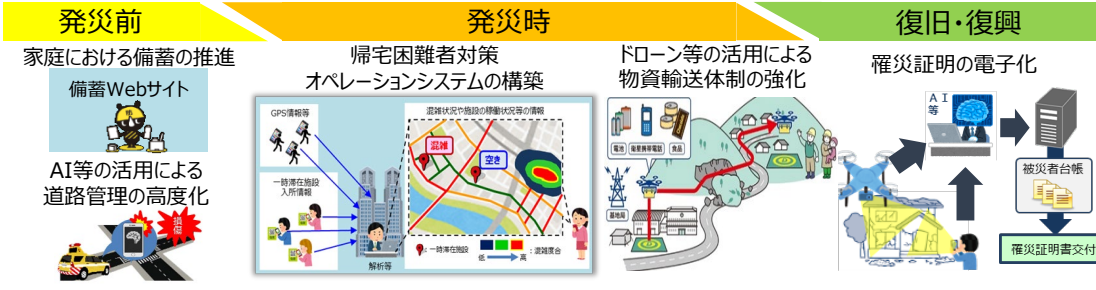 発災前
発災時
復旧・復興
家庭における備蓄の推進
備蓄Webサイト
AI等の活用による
道路管理の高度化
帰宅困難者対策
オペレーションシステムの構築
GPS情報等
一時滞在施設
入所情報
解析等
混雑状況や施設の稼働状況等の情報
混雑
空き
:一時滞在施設
低
高
:混雑度合
ドローン等の活用による
物資輸送体制の強化
電池
衛星携帯電話
食品
基地局
罹災証明の電子化
AI
等
被災者台帳
罹災証明書交付